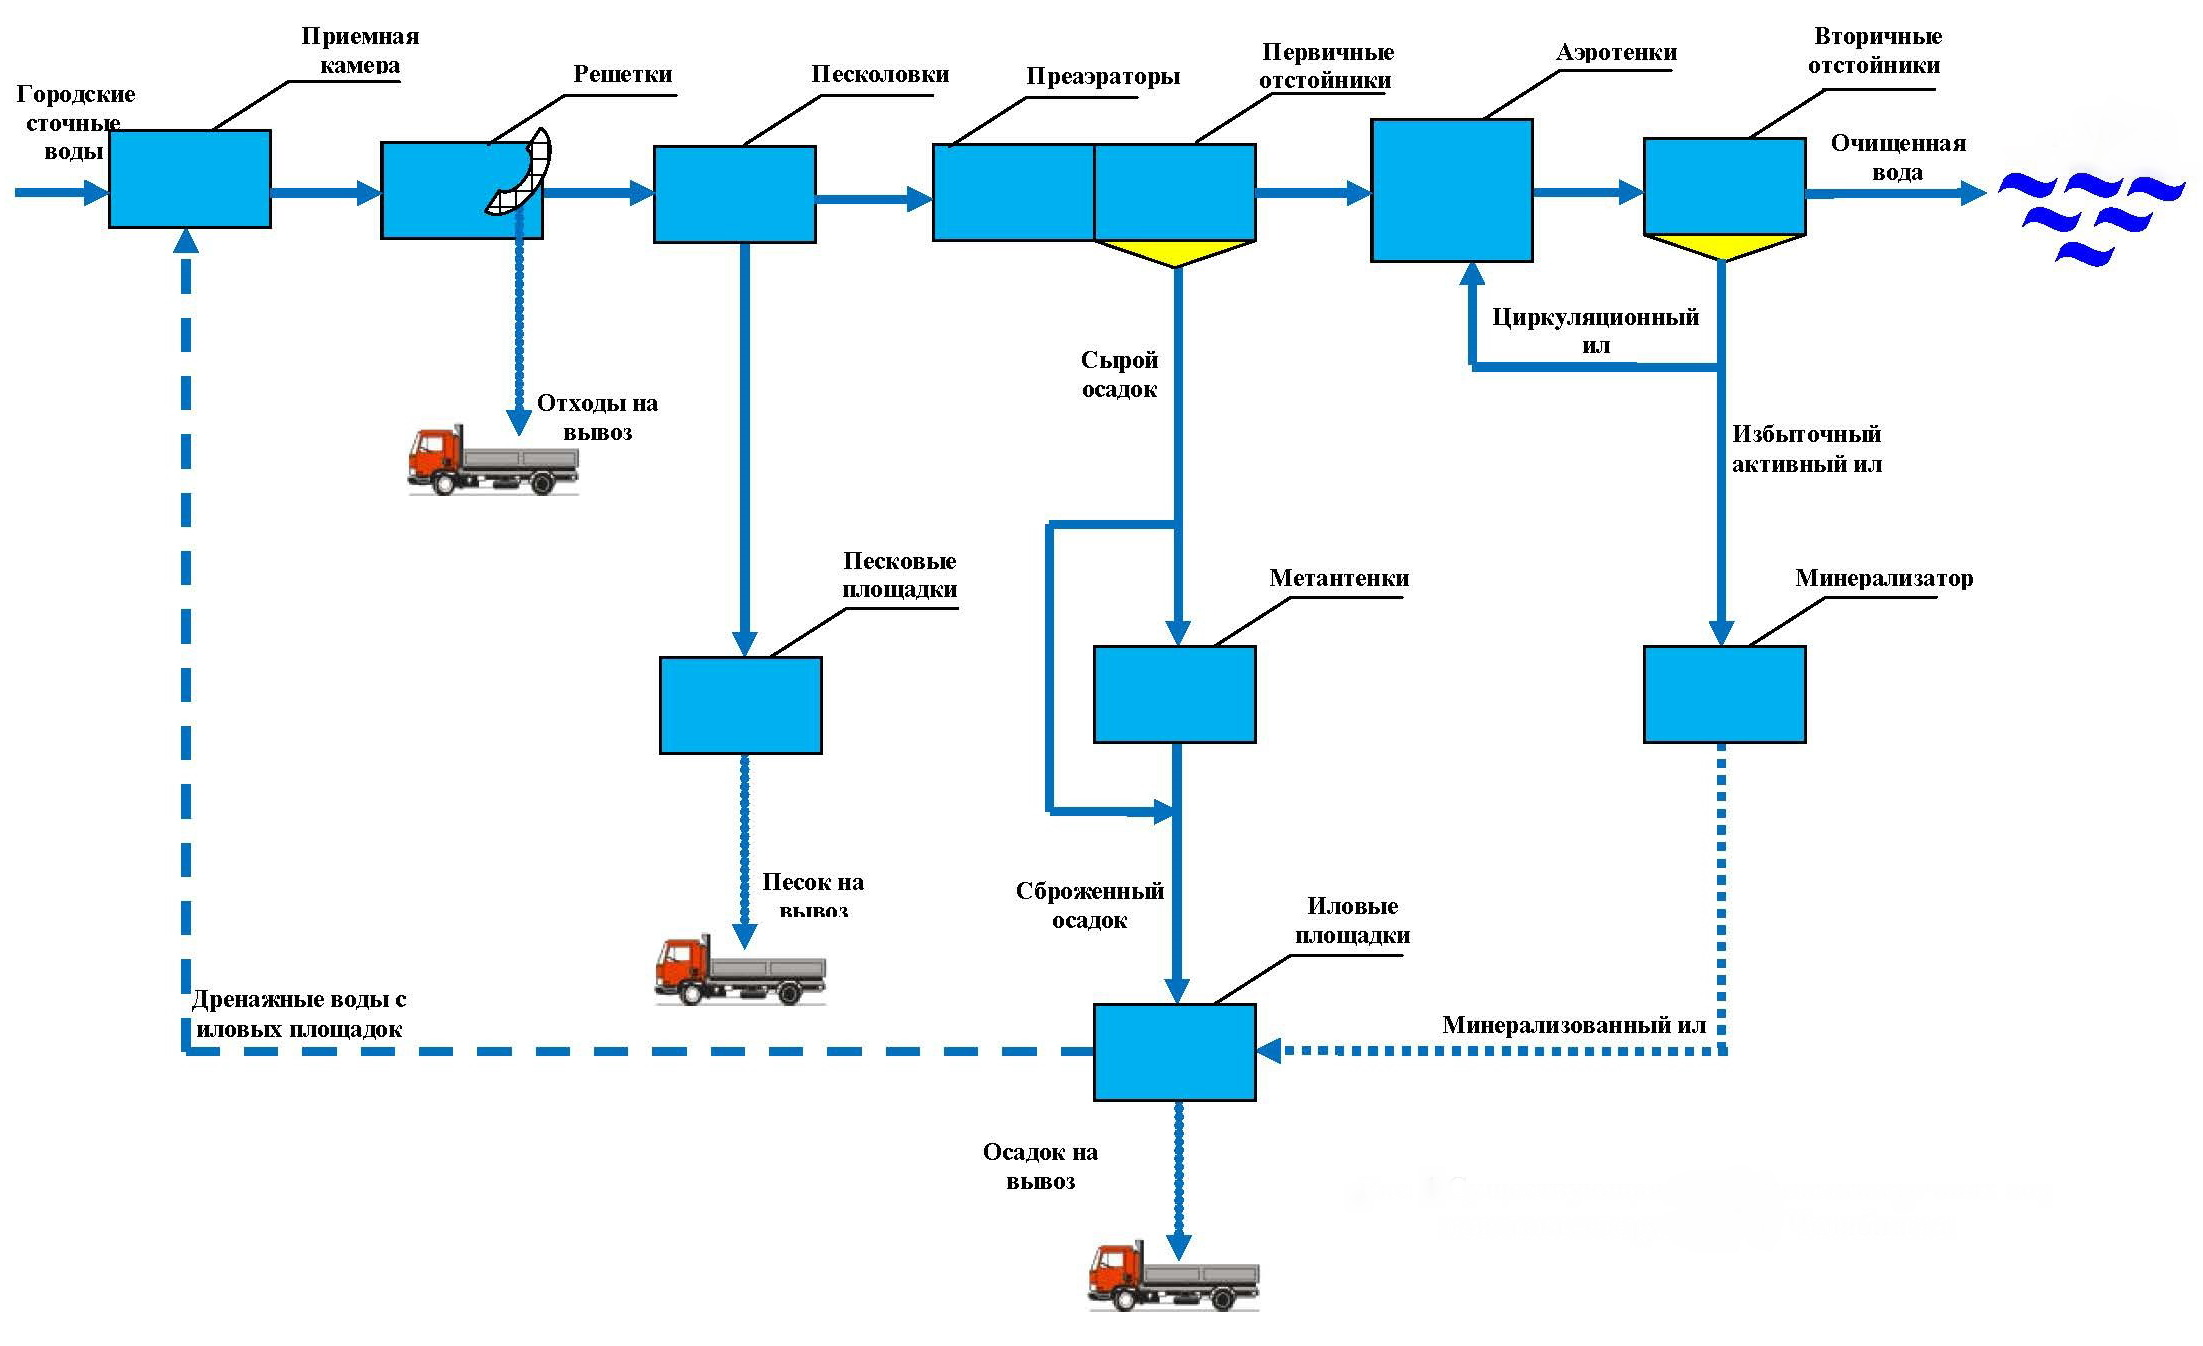 Городские
сточные
воды
Приемная
камера
Решетки
Песколовки
Преаэраторы
Первичные
отстойники
Аэротенки
Вторичные
отстойники
Очищенная
вода
Циркуляционный
ил
Сырой
осадок
Отходы на
вывоз
Избыточный
активный ил
Песковые
площадки
Метантенки
Минерализатор
Песок на
вывоз
Сброженный
осадок
Иловые
площадки
Дренажные воды с
иловых площадок
Минерализованный ил
Осадок на
вывоз